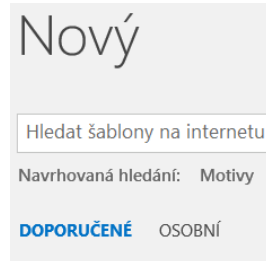 Nový
Hledat šablony na internetu
Navrhovaná hledání: Motivy
DOPORUČENÉ OSOBNÍ